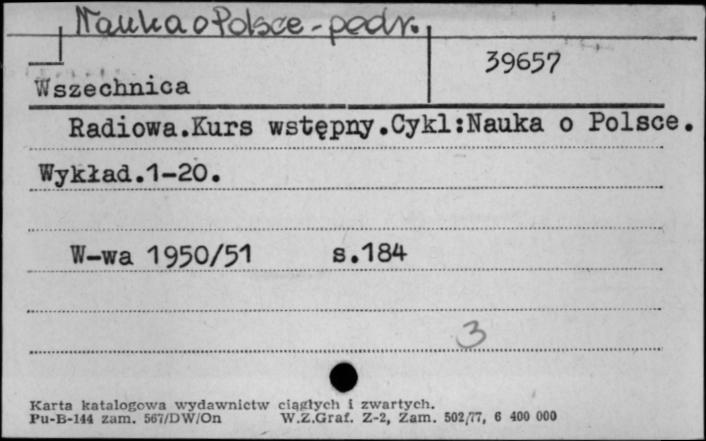 Nauka o Polsce - podr.
39657
Wszechnica
Radiowa.Kurs wstępny.Cykl:Nauka o Polsce.
Wykład.1-20.
W-wa 1950/51 s.184
3
Karta katalogowa wydawnictw ciągłych i zwartych.
Pu-B-144 zam. 567/DW/On W.Z.Graf. Z-2, Zam. 502/77, 6 400 000